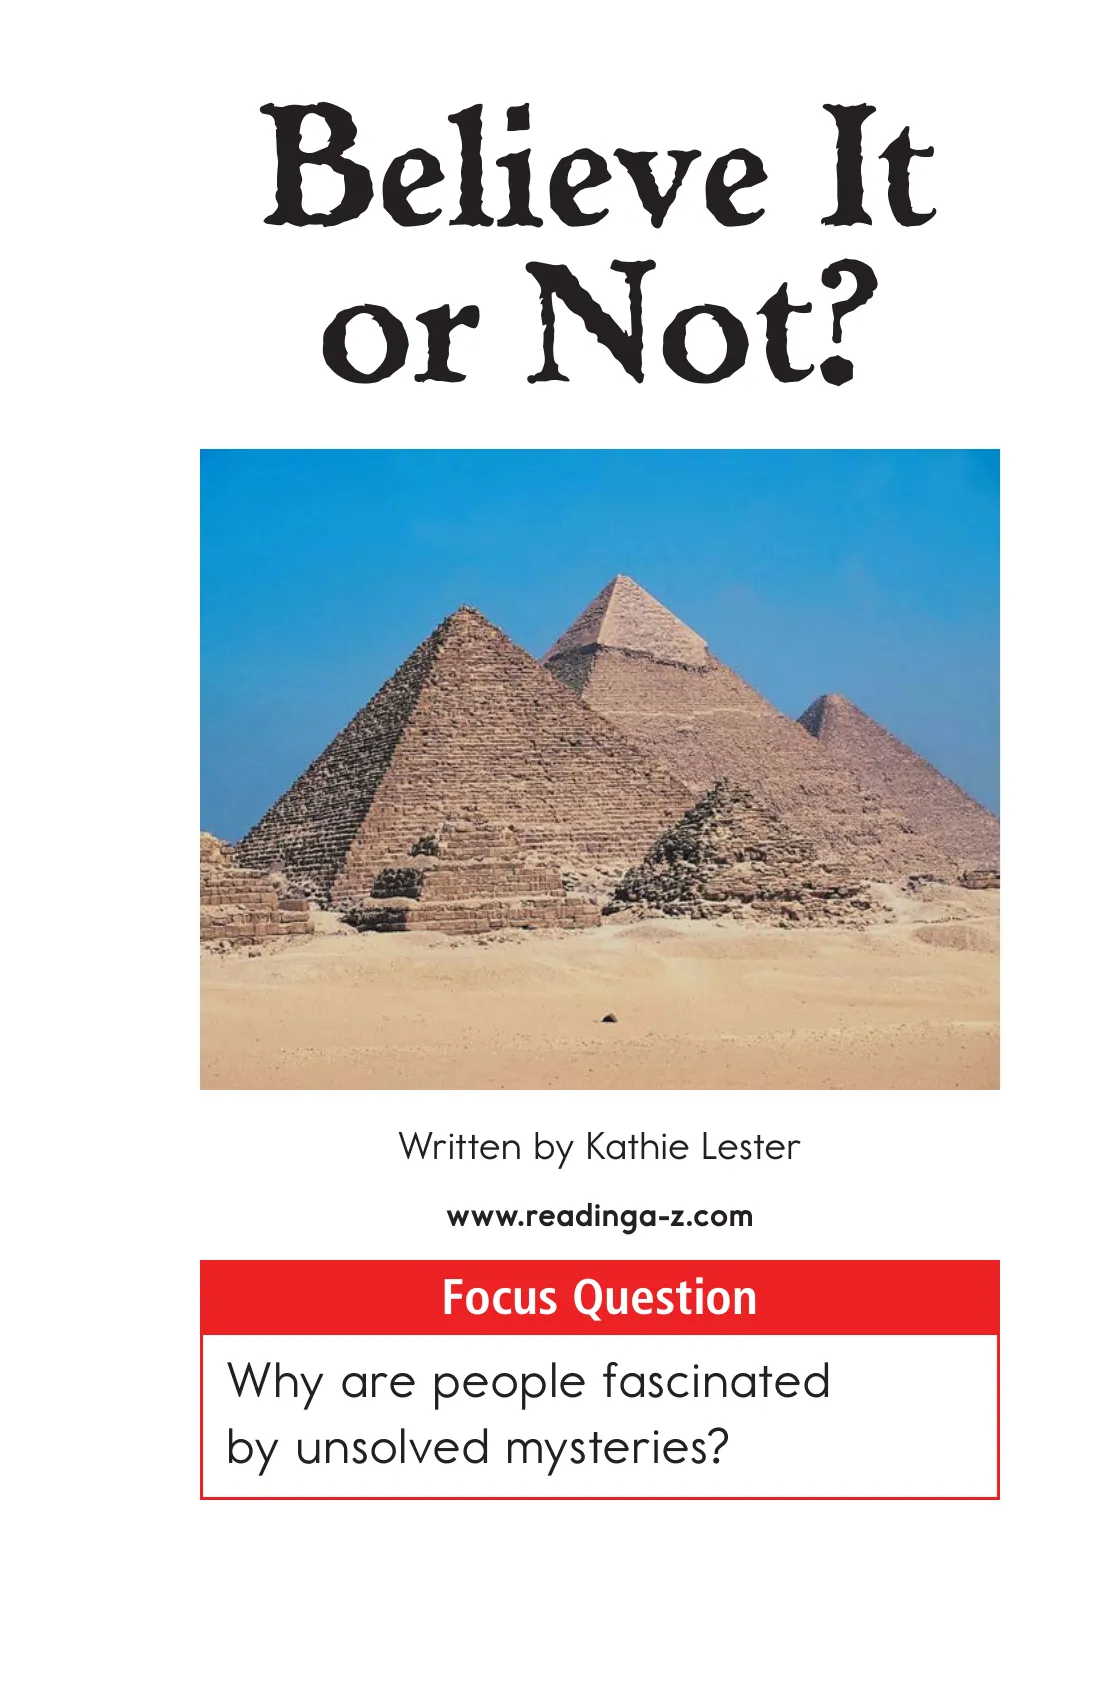 Believe It
or Not?
Written by Kathie Lester
www.readinga-z.com
Focus Question
Why are people fascinated
by unsolved mysteries?